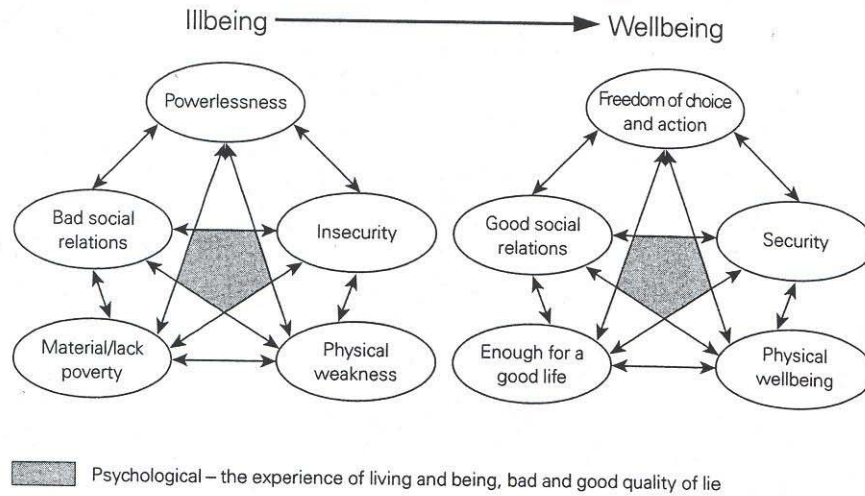 Illbeing
Wellbeing
Powerlessness
Bad social
relations
Insecurity
Material/lack
poverty
Physical
weakness
Freedom of choice
and action
Good social
relations
Security
Enough for a
good life
Physical
wellbeing
Psychological – the experience of living and being, bad and good quality of lie